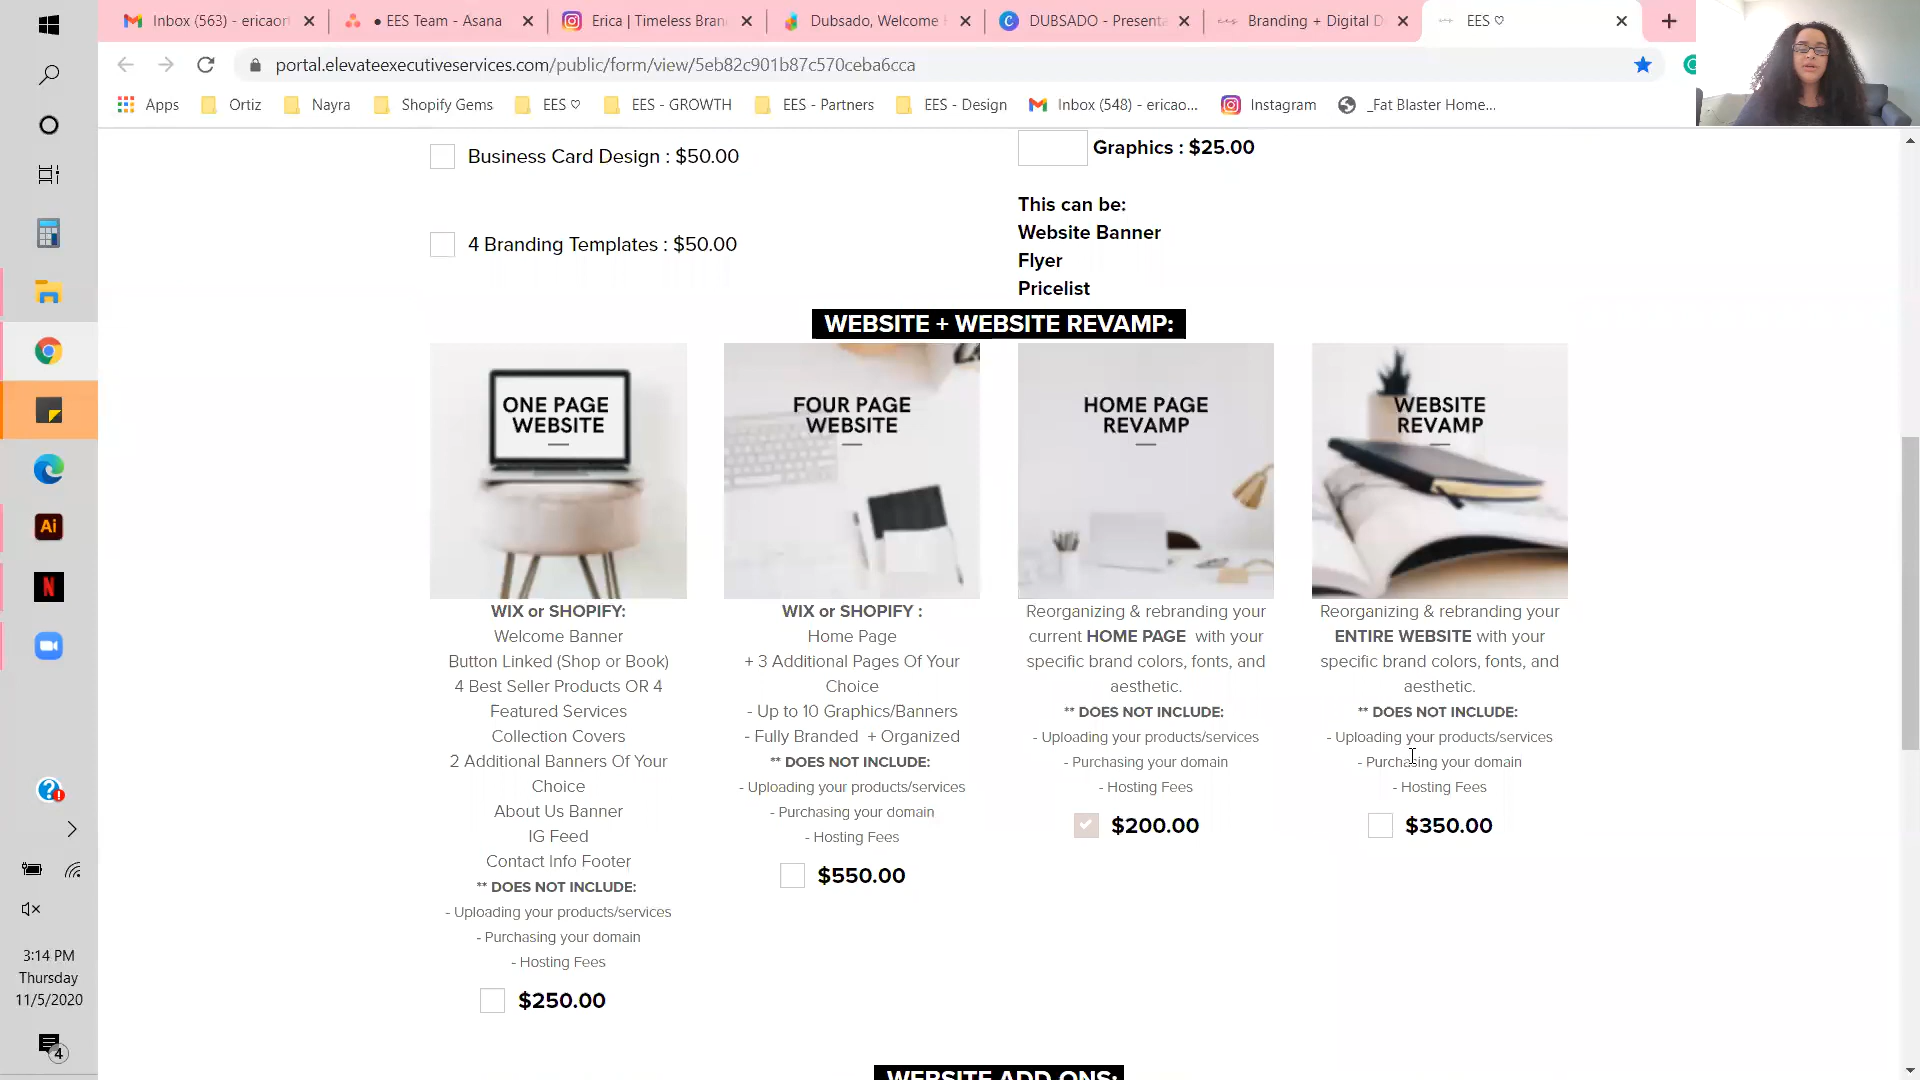 Inbox (563) - ericaort
● EES Team - Asana
Erica | Timeless Bran
Dubsado, Welcome
DUBSADO - Presenta
Branding + Digital D
EES ♡
portal.elevateexecutiveservices.com/public/form/view/5eb82c901b87c570ceba6cca
Apps
Ortiz
Nayra
Shopify Gems
EES ♡
EES - GROWTH
EES - Partners
EES - Design
Inbox (548) - ericao...
Instagram
_Fat Blaster Home...
Business Card Design : $50.00
Graphics : $25.00
4 Branding Templates : $50.00
This can be:
Website Banner
Flyer
Pricelist
WEBSITE + WEBSITE REVAMP:
ONE PAGE
WEBSITE
WIX or SHOPIFY:
Welcome Banner
Button Linked (Shop or Book)
4 Best Seller Products OR 4
Featured Services
Collection Covers
2 Additional Banners Of Your
Choice
About Us Banner
IG Feed
Contact Info Footer
** DOES NOT INCLUDE:
- Uploading your products/services
- Purchasing your domain
- Hosting Fees
$250.00
FOUR PAGE
WEBSITE
WIX or SHOPIFY :
Home Page
+ 3 Additional Pages Of Your
Choice
- Up to 10 Graphics/Banners
- Fully Branded + Organized
** DOES NOT INCLUDE:
- Uploading your products/services
- Purchasing your domain
- Hosting Fees
$550.00
HOME PAGE
REVAMP
Reorganizing & rebranding your
current HOME PAGE with your
specific brand colors, fonts, and
aesthetic.
** DOES NOT INCLUDE:
- Uploading your products/services
- Purchasing your domain
- Hosting Fees
$200.00
WEBSITE
REVAMP
Reorganizing & rebranding your
ENTIRE WEBSITE with your
specific brand colors, fonts, and
aesthetic.
** DOES NOT INCLUDE:
- Uploading your products/services
- Purchasing your domain
- Hosting Fees
$350.00
WEBSITE ADD-ONS:
Ai
N
3:14 PM
Thursday
11/5/2020
4